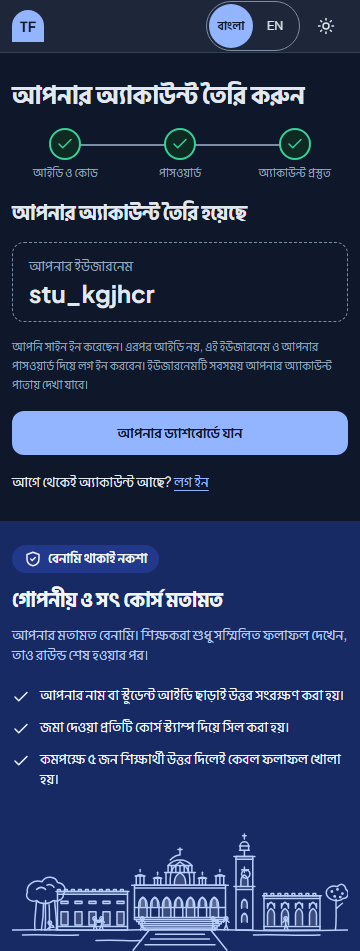 TF
বাংলা
EN
আপনার অ্যাকাউন্ট তৈরি করুন
আইডি ও কোড
পাসওয়ার্ড
অ্যাকাউন্ট প্রস্তুত
আপনার অ্যাকাউন্ট তৈরি হয়েছে
আপনার ইউজারনেম
stu_kgjhcr
আপনি সাইন ইন করেছেন। এরপর আইডি নয়, এই ইউজারনেম ও আপনার
পাসওয়ার্ড দিয়ে লগ ইন করবেন। ইউজারনেমটি সবসময় আপনার অ্যাকাউন্ট
পাতায় দেখা যাবে।
আপনার ড্যাশবোর্ডে যান
আগে থেকেই অ্যাকাউন্ট আছে? লগ ইন
বেনামি থাকাই নকশা
গোপনীয় ও সৎ কোর্স মতামত
আপনার মতামত বেনামি। শিক্ষকরা শুধু সম্মিলিত ফলাফল দেখেন,
তাও রাউন্ড শেষ হওয়ার পর।
আপনার নাম বা স্টুডেন্ট আইডি ছাড়াই উত্তর সংরক্ষণ করা হয়।
জমা দেওয়া প্রতিটি কোর্স স্ট্যাম্প দিয়ে সিল করা হয়।
কমপক্ষে ৫ জন শিক্ষার্থী উত্তর দিলেই কেবল ফলাফল খোলা
হয়।